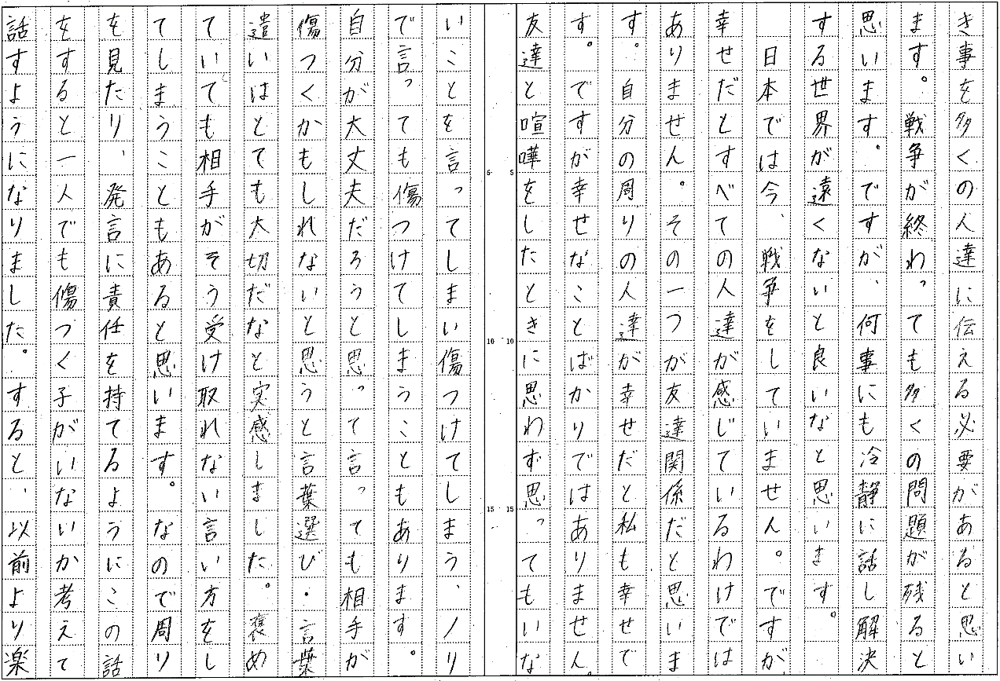 き事を多くの人達に伝える必要があると思い
ます。戦争が終わっても多くの問題が残ると
思います。ですが、何事にも冷静に話し解決
する世界が遠くないと良いなと思います。
日本では今、戦争をしていません。ですが、
幸せだとすべての人達が感じているわけでは
ありません。その一つが友達関係だと思いま
す。自分の周りの人達が幸せだと私も幸せで
す。ですが幸せなことばかりではありません。
友達と喧嘩をしたときに思わず思ってもいな
いことを言ってしまい傷つけてしまう、ノリ
で言っても傷つけてしまうこともあります。
自分が大丈夫だろうと思って言っても相手が
傷つくかもしれないと思うと言葉選び・言葉
遣いはとても大切だなと実感しました。褒め
ていても相手がそう受け取れない言い方をし
てしまうこともあると思います。なので周り
を見たり、発言に責任を持てるようにこの話
をすると一人でも傷つく子がいないか考えて
話すようになりました。すると、以前より楽
5 5
10 10
15 15